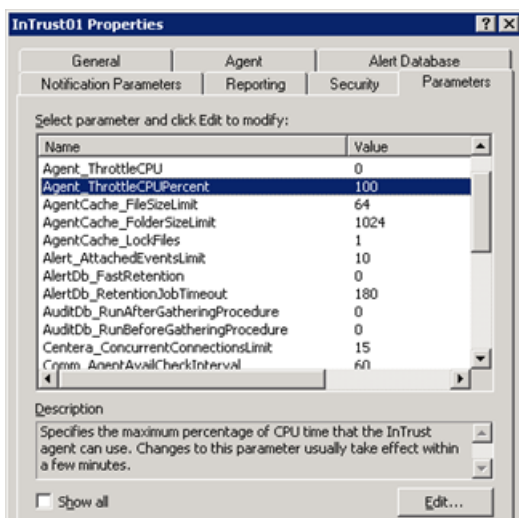 InTrust01 Properties
General Agent Alert Database
Notification Parameters Reporting Security Parameters
Select parameter and click Edit to modify:
Name Value
Agent_ThrottleCPU 0
Agent_ThrottleCPUPercent 100
AgentCache_FileSizeLimit 64
AgentCache_FolderSizeLimit 1024
AgentCache_LockFiles 1
Alert_AttachedEventsLimit 10
AlertDb_FastRetention 0
AlertDb_RetentionJobTimeout 180
AuditDb_RunAfterGatheringProcedure 0
AuditDb_RunBeforeGatheringProcedure 0
Centera_ConcurrentConnectionsLimit 15
Comm_AgentAvailCheckInterval 60
Description
Specifies the maximum percentage of CPU time that the InTrust
agent can use. Changes to this parameter usually take effect within
a few minutes.
Show all Edit...